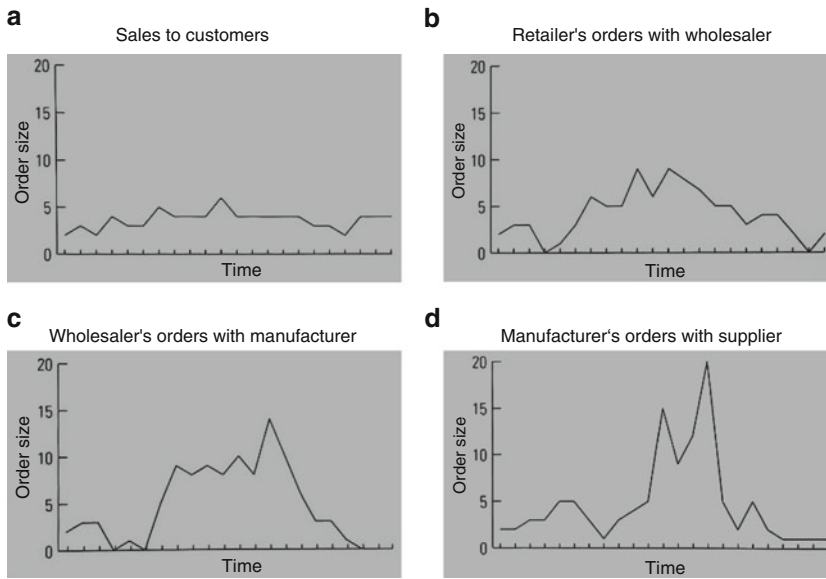 a
Sales to customers
20
15
10
5
0
Order size
Time
b
Retailer's orders with wholesaler
20
15
10
5
0
Order size
Time
c
Wholesaler's orders with manufacturer
20
15
10
5
0
Order size
Time
d
Manufacturer‘s orders with supplier
20
15
10
5
0
Order size
Time